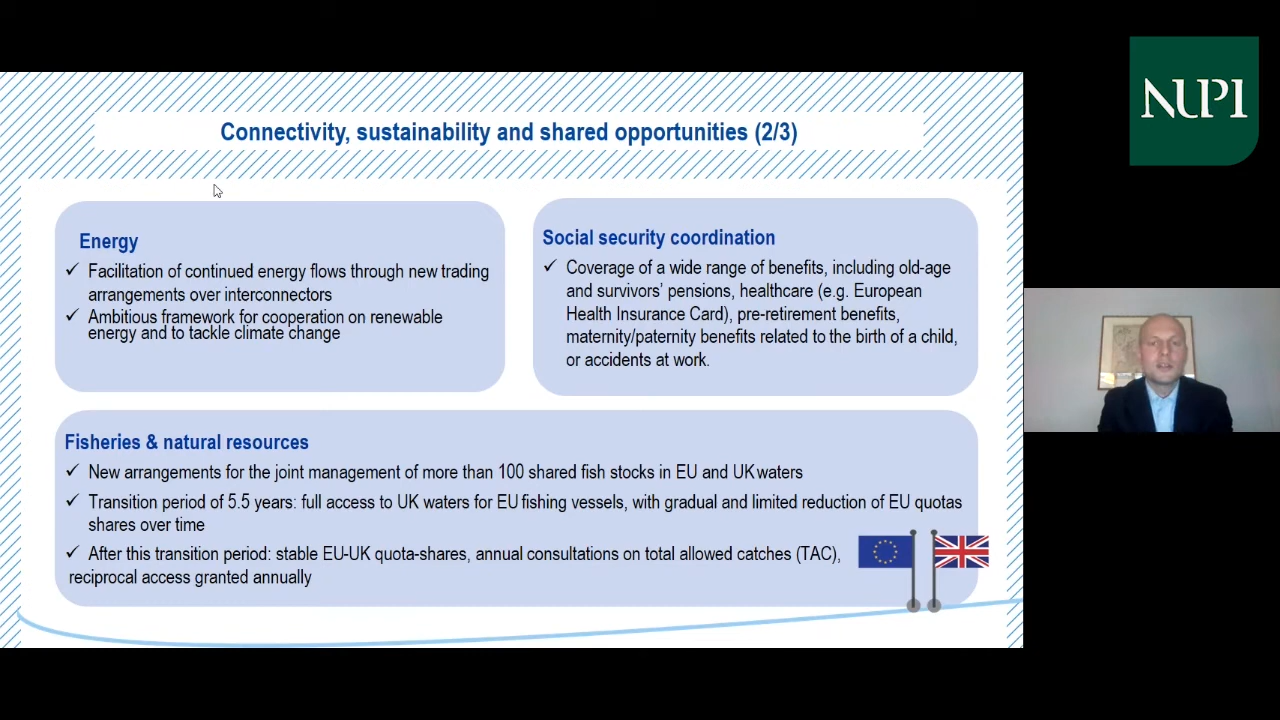 NUPI
Connectivity, sustainability and shared opportunities (2/3)
Energy
✓ Facilitation of continued energy flows through new trading
arrangements over interconnectors
✓ Ambitious framework for cooperation on renewable
energy and to tackle climate change
Social security coordination
✓ Coverage of a wide range of benefits, including old-age
and survivors’ pensions, healthcare (e.g. European
Health Insurance Card), pre-retirement benefits,
maternity/paternity benefits related to the birth of a child,
or accidents at work.
Fisheries & natural resources
✓ New arrangements for the joint management of more than 100 shared fish stocks in EU and UK waters
✓ Transition period of 5.5 years: full access to UK waters for EU fishing vessels, with gradual and limited reduction of EU quotas
shares over time
✓ After this transition period: stable EU-UK quota-shares, annual consultations on total allowed catches (TAC),
reciprocal access granted annually